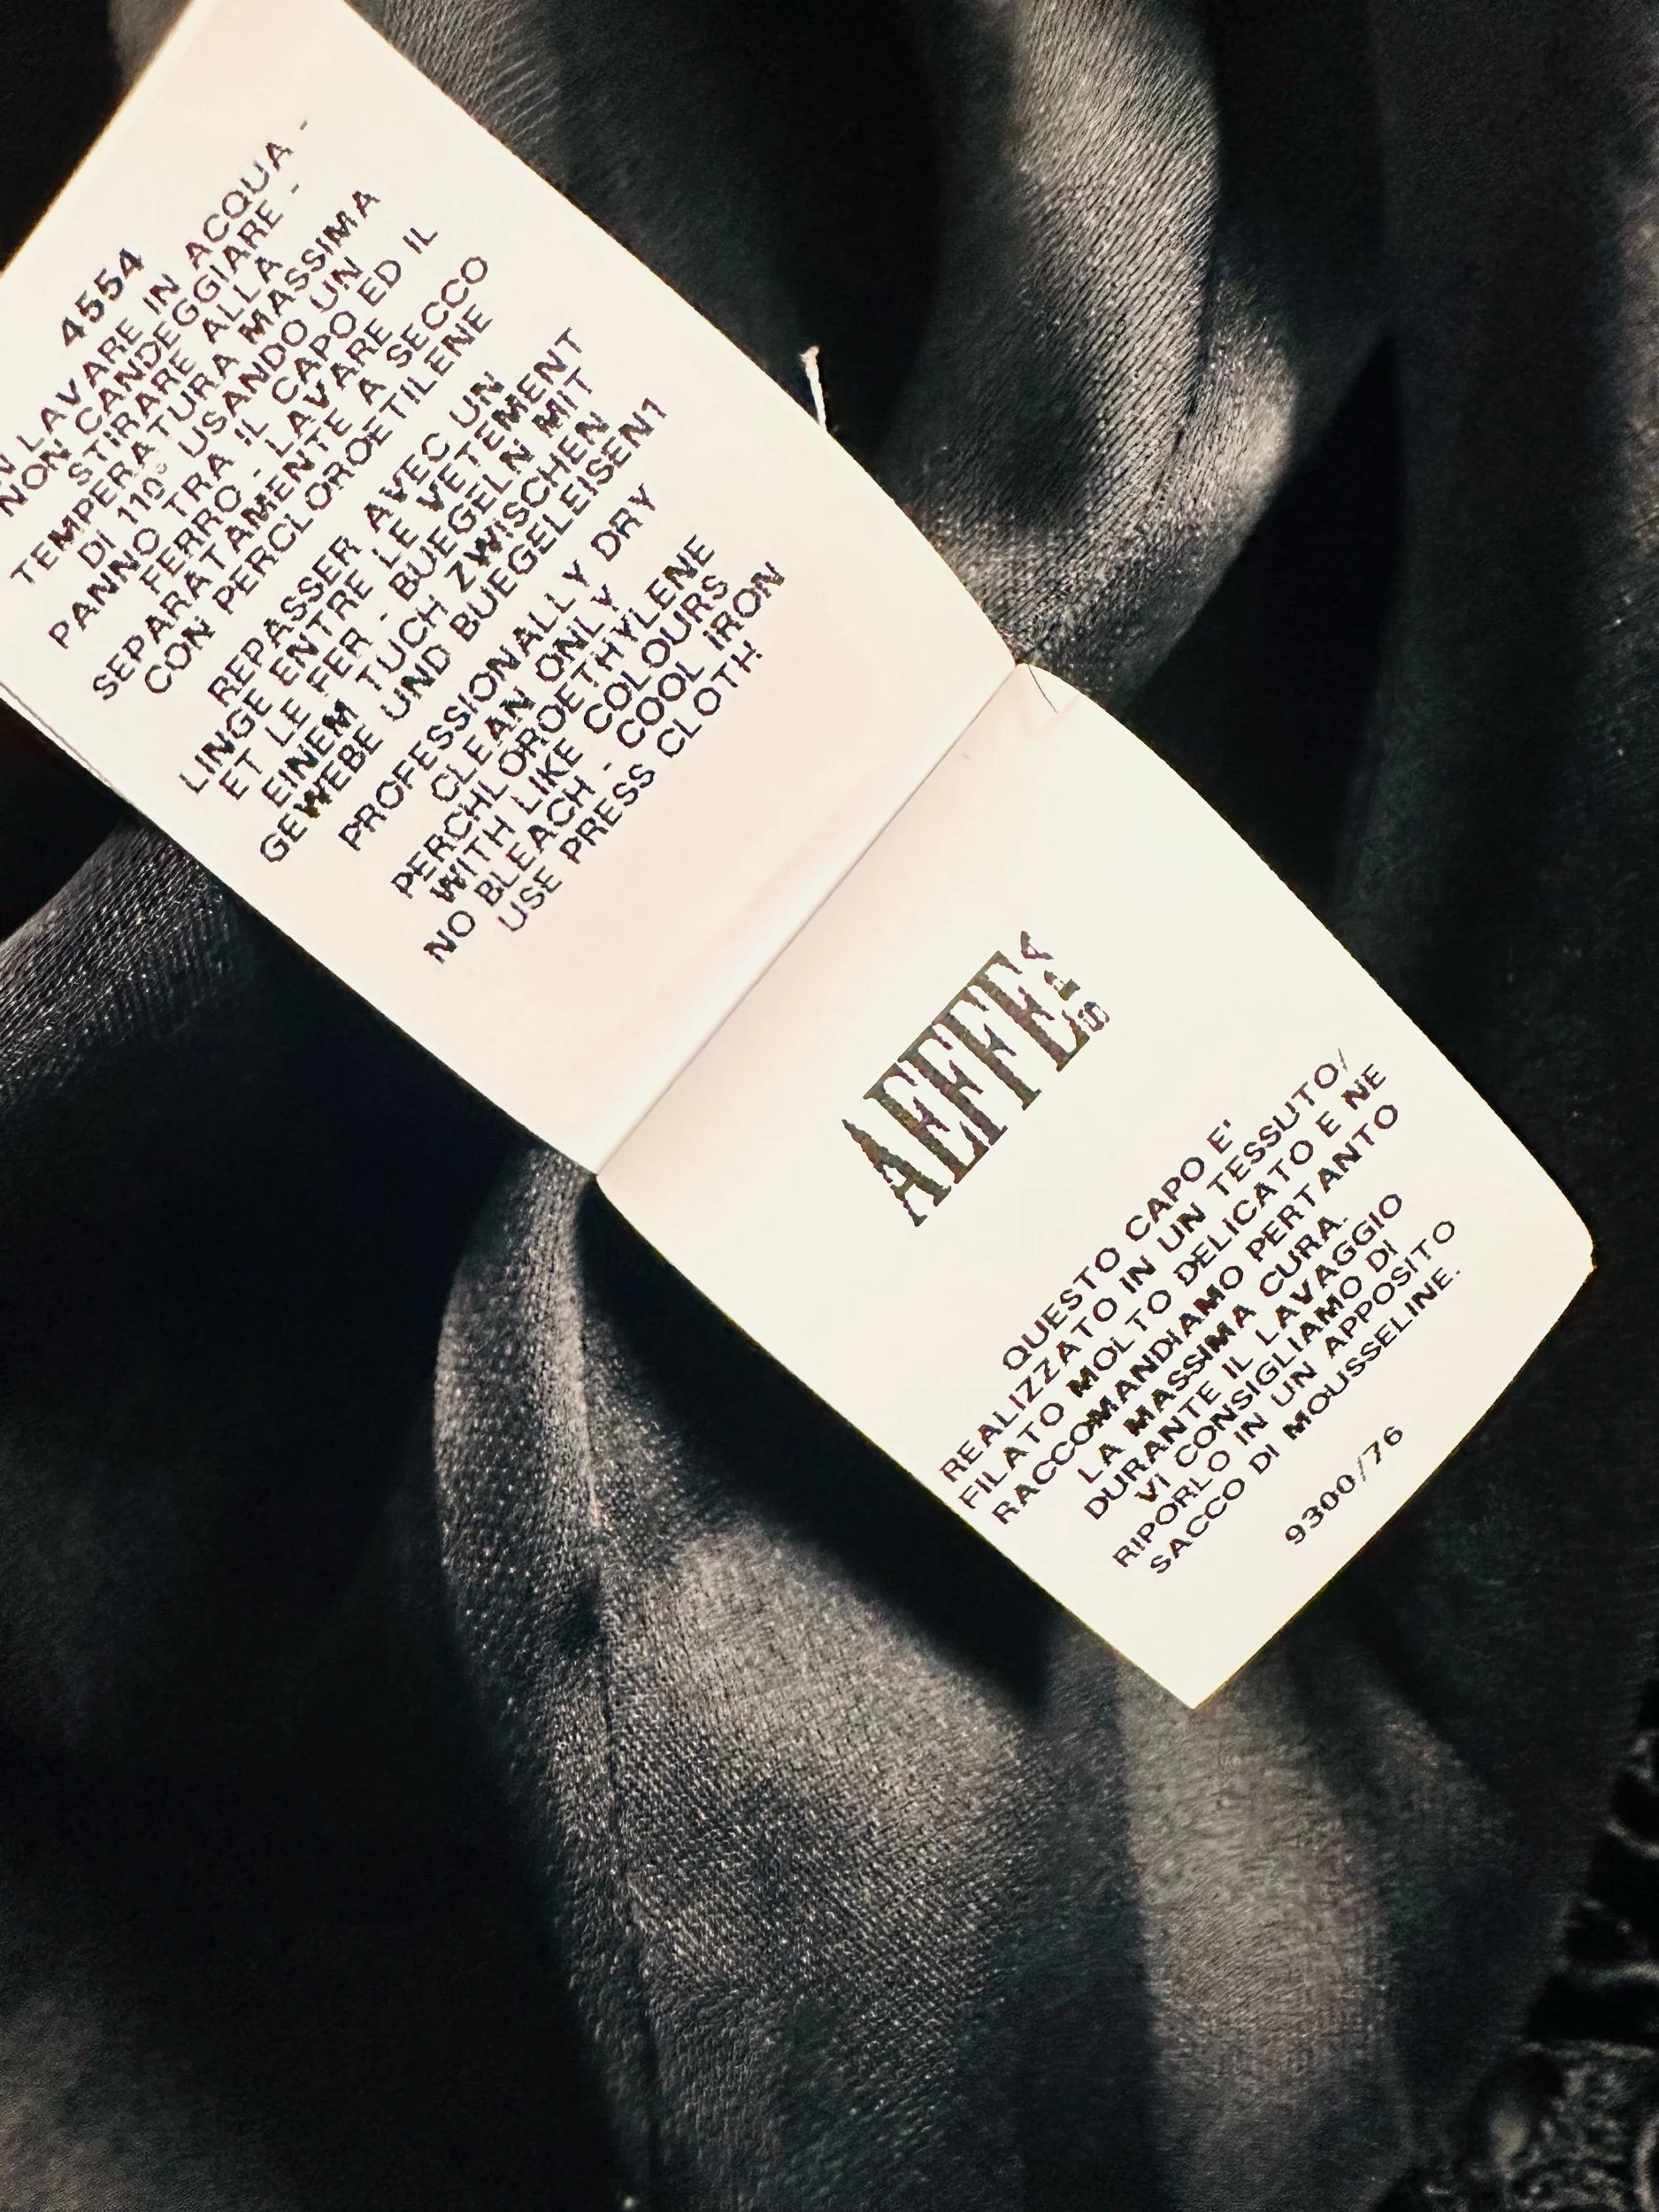 4554
LAVARE IN ACQUA -
NON CANDEGGIARE -
STIRARE ALLA
TEMPERATURA MASSIMA
DI 110° USANDO UN
PANNO TRA IL CAPO ED IL
FERRO - LAVARE
SEPARATAMENTE A SECCO
CON PERCLOROETILENE
REPASSER AVEC UN
LINGE ENTRE LE VETEMENT
ET LE FER - BUEGELN MIT
EINEM TUCH ZWISCHEN
GEWEBE UND BUEGELEISEN1
PROFESSIONALLY DRY
CLEAN ONLY
PERCHLOROETHYLENE
WITH LIKE COLOURS
NO BLEACH - COOL IRON
USE PRESS CLOTH
AEFFE
QUESTO CAPO E'
REALIZZATO IN UN TESSUTO/
FILATO MOLTO DELICATO E NE
RACCOMANDIAMO PERTANTO
LA MASSIMA CURA.
DURANTE IL LAVAGGIO
VI CONSIGLIAMO DI
RIPORLO IN UN APPOSITO
SACCO DI MOUSSELINE.
9300/76